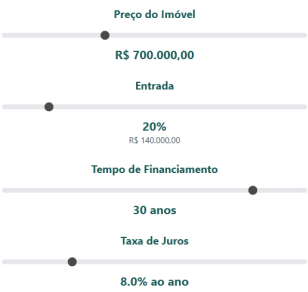 Preço do Imóvel
R$ 700.000,00
Entrada
20%
R$ 140.000,00
Tempo de Financiamento
30 anos
Taxa de Juros
8.0% ao ano